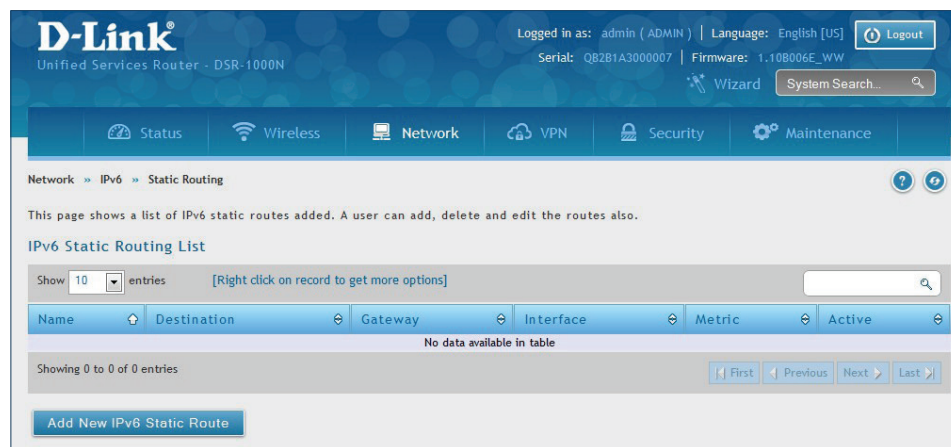 D-Link
Logged in as: admin ( ADMIN ) | Language: English [US] Logout
Unified Services Router - DSR-1000N
Serial: QB2B1A3000007 | Firmware: 1.10B006E_WW
Wizard System Search...
Status Wireless Network VPN Security Maintenance
Network » IPv6 » Static Routing
This page shows a list of IPv6 static routes added. A user can add, delete and edit the routes also.
IPv6 Static Routing List
Show 10 entries [Right click on record to get more options]
Name Destination Gateway Interface Metric Active
No data available in table
Showing 0 to 0 of 0 entries First Previous Next Last
Add New IPv6 Static Route